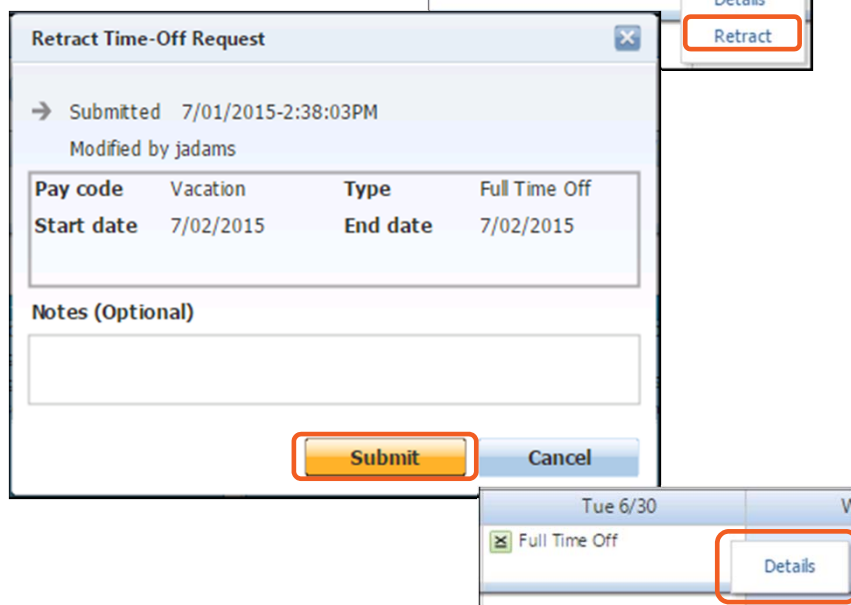 Details
Retract
Retract Time-Off Request
Submitted 7/01/2015-2:38:03PM
Modified by jadams
Pay code Vacation Type Full Time Off
Start date 7/02/2015 End date 7/02/2015
Notes (Optional)
Submit Cancel
Tue 6/30 W
Full Time Off
Details